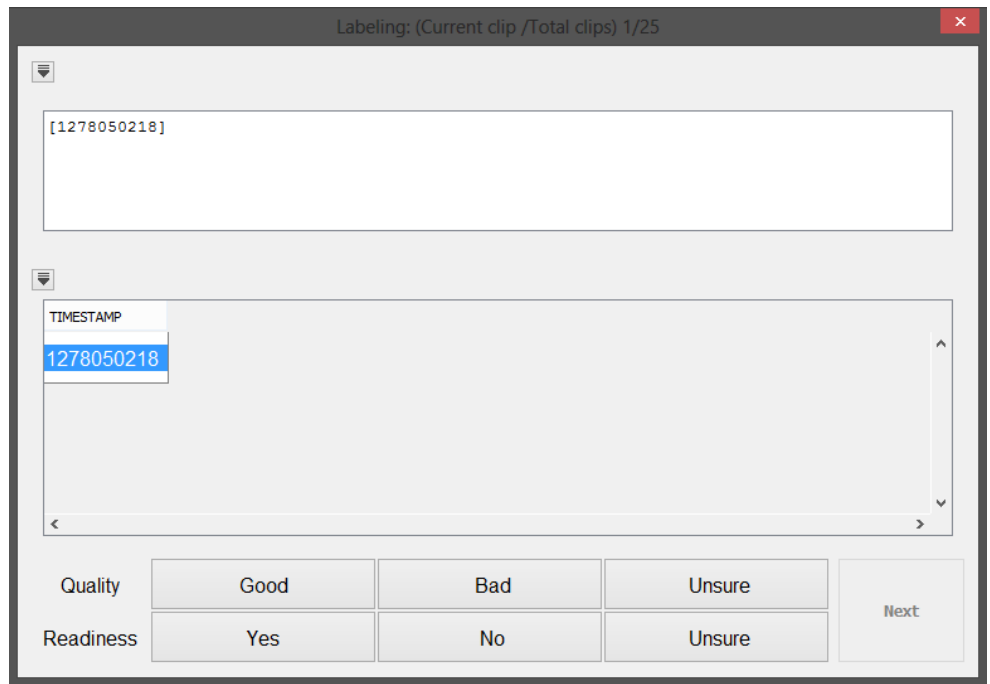 Labeling: (Current clip /Total clips) 1/25
[1278050218]
TIMESTAMP
1278050218
Quality Good Bad Unsure
Next
Readiness Yes No Unsure